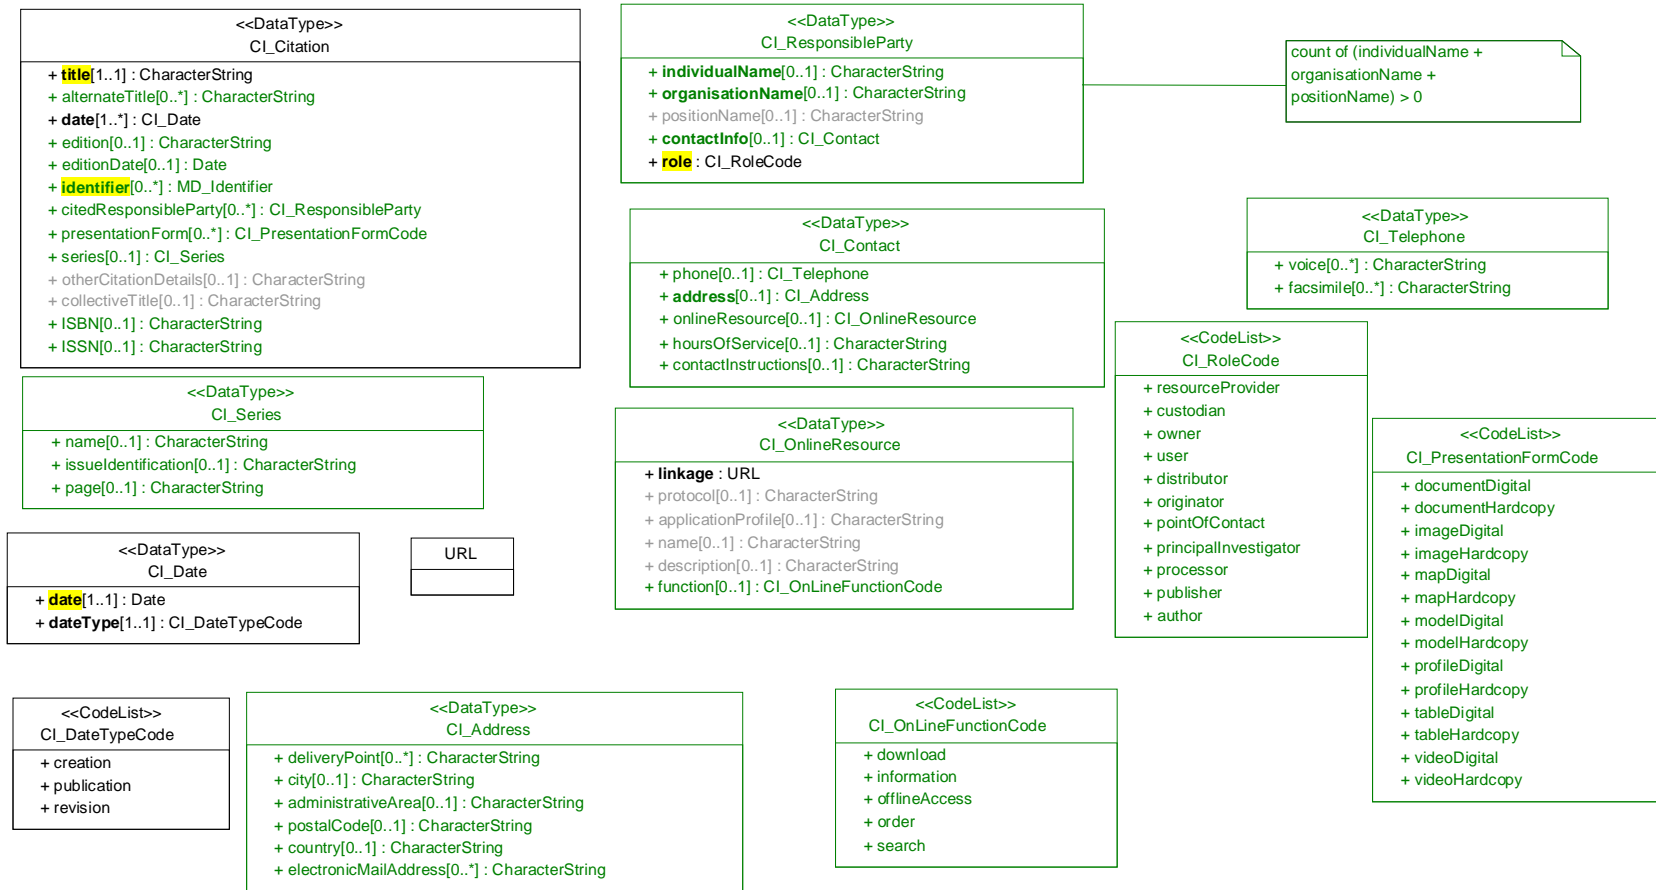 <<DataType>>
CI_Citation
+ title[1..1] : CharacterString
+ alternateTitle[0..*] : CharacterString
+ date[1..*] : CI_Date
+ edition[0..1] : CharacterString
+ editionDate[0..1] : Date
+ identifier[0..*] : MD_Identifier
+ citedResponsibleParty[0..*] : CI_ResponsibleParty
+ presentationForm[0..*] : CI_PresentationFormCode
+ series[0..1] : CI_Series
+ otherCitationDetails[0..1] : CharacterString
+ collectiveTitle[0..1] : CharacterString
+ ISBN[0..1] : CharacterString
+ ISSN[0..1] : CharacterString
<<DataType>>
CI_ResponsibleParty
+ individualName[0..1] : CharacterString
+ organisationName[0..1] : CharacterString
+ positionName[0..1] : CharacterString
+ contactInfo[0..1] : CI_Contact
+ role : CI_RoleCode
count of (individualName +
organisationName +
positionName) > 0
<<DataType>>
CI_Contact
+ phone[0..1] : CI_Telephone
+ address[0..1] : CI_Address
+ onlineResource[0..1] : CI_OnlineResource
+ hoursOfService[0..1] : CharacterString
+ contactInstructions[0..1] : CharacterString
<<DataType>>
CI_Telephone
+ voice[0..*] : CharacterString
+ facsimile[0..*] : CharacterString
<<DataType>>
CI_Series
+ name[0..1] : CharacterString
+ issueIdentification[0..1] : CharacterString
+ page[0..1] : CharacterString
<<DataType>>
CI_OnlineResource
+ linkage : URL
+ protocol[0..1] : CharacterString
+ applicationProfile[0..1] : CharacterString
+ name[0..1] : CharacterString
+ description[0..1] : CharacterString
+ function[0..1] : CI_OnLineFunctionCode
<<CodeList>>
CI_RoleCode
+ resourceProvider
+ custodian
+ owner
+ user
+ distributor
+ originator
+ pointOfContact
+ principalInvestigator
+ processor
+ publisher
+ author
<<CodeList>>
CI_PresentationFormCode
+ documentDigital
+ documentHardcopy
+ imageDigital
+ imageHardcopy
+ mapDigital
+ mapHardcopy
+ modelDigital
+ modelHardcopy
+ profileDigital
+ profileHardcopy
+ tableDigital
+ tableHardcopy
+ videoDigital
+ videoHardcopy
<<DataType>>
CI_Date
+ date[1..1] : Date
+ dateType[1..1] : CI_DateTypeCode
URL
<<CodeList>>
CI_DateTypeCode
+ creation
+ publication
+ revision
<<DataType>>
CI_Address
+ deliveryPoint[0..*] : CharacterString
+ city[0..1] : CharacterString
+ administrativeArea[0..1] : CharacterString
+ postalCode[0..1] : CharacterString
+ country[0..1] : CharacterString
+ electronicMailAddress[0..*] : CharacterString
<<CodeList>>
CI_OnLineFunctionCode
+ download
+ information
+ offlineAccess
+ order
+ search